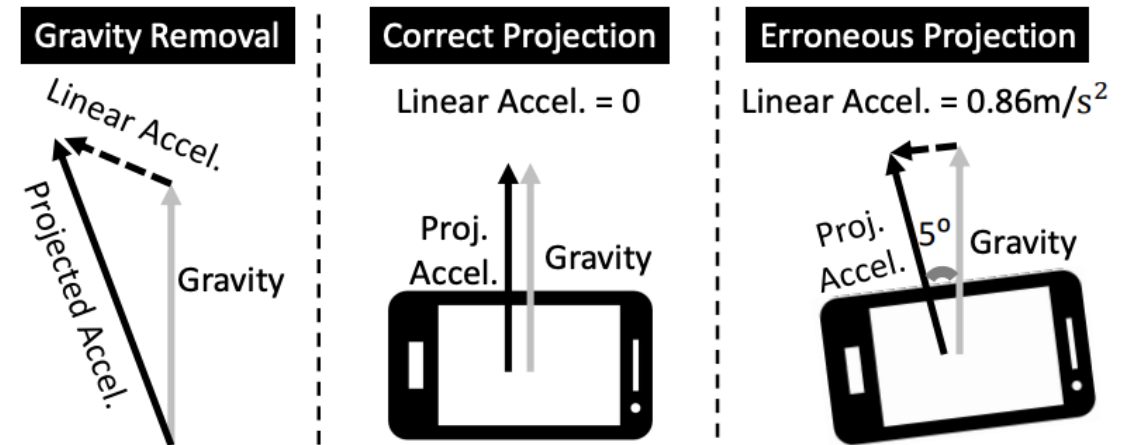 Gravity Removal
Linear Accel.
Projected Accel.
Gravity
Correct Projection
Linear Accel. = 0
Proj.
Accel.
Gravity
Erroneous Projection
Linear Accel. = 0.86m/s²
Proj.
Accel.
5º
Gravity